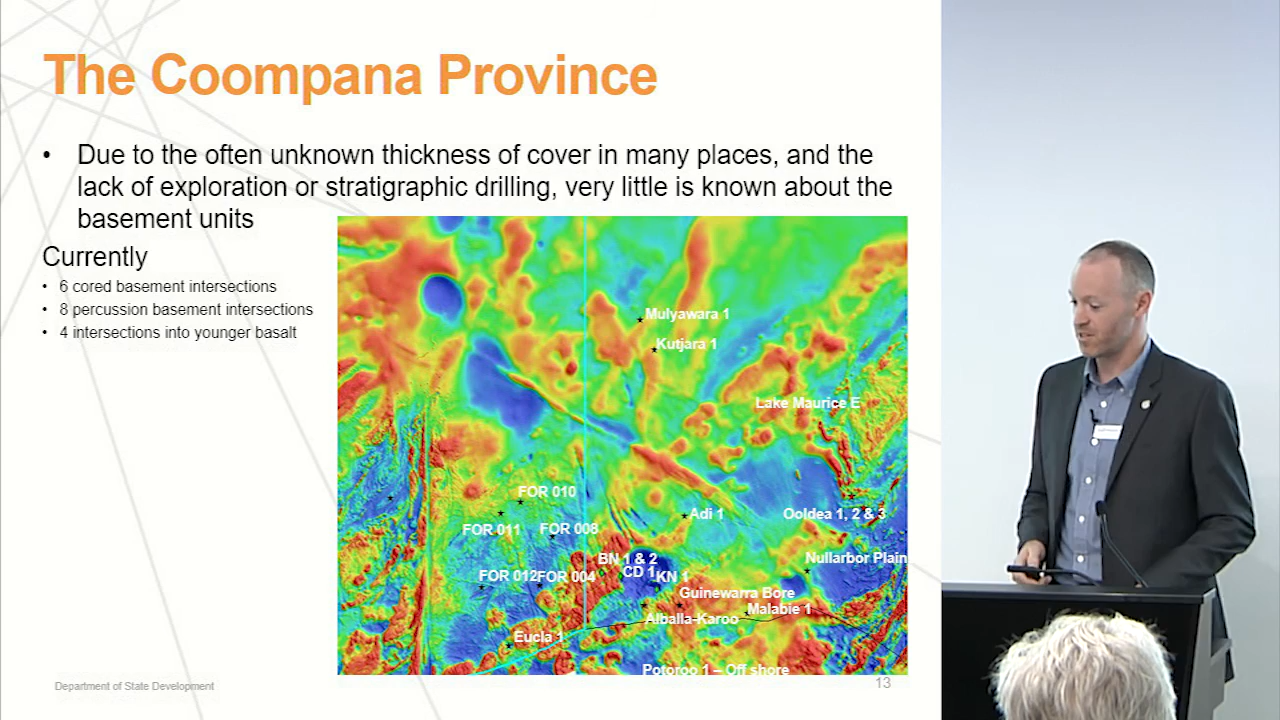 The Coompana Province
• Due to the often unknown thickness of cover in many places, and the
lack of exploration or stratigraphic drilling, very little is known about the
basement units
Currently
• 6 cored basement intersections
• 8 percussion basement intersections
• 4 intersections into younger basalt
Mulyawara 1
Kutjara 1
Lake Maurice E
FOR 010
FOR 011
FOR 008
Adi 1
Ooldea 1, 2 & 3
BN 1 & 2
Nullarbor Plain
FOR 012
FOR 004
CD 1
KN 1
Guinewarra Bore
Malabie 1
Alballa-Karoo
Eucla 1
Potoroo 1 – Off shore
Department of State Development
13